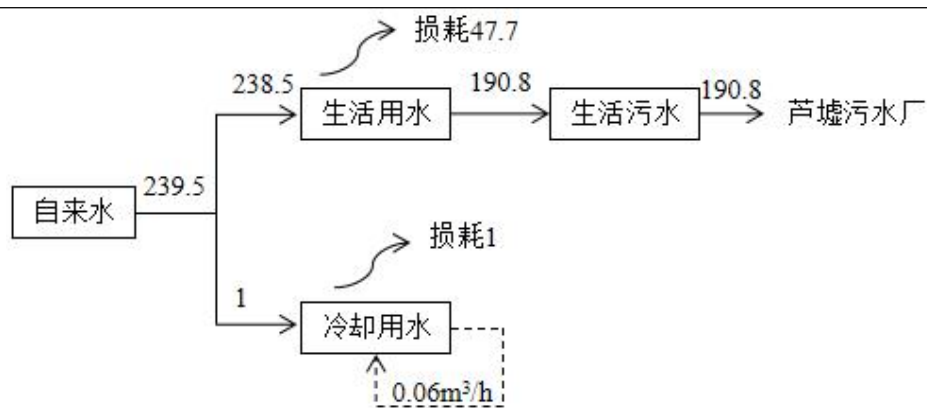 损耗47.7
238.5
生活用水
190.8
生活污水
190.8
芦墟污水厂
自来水
239.5
损耗1
1
冷却用水
0.06m³/h